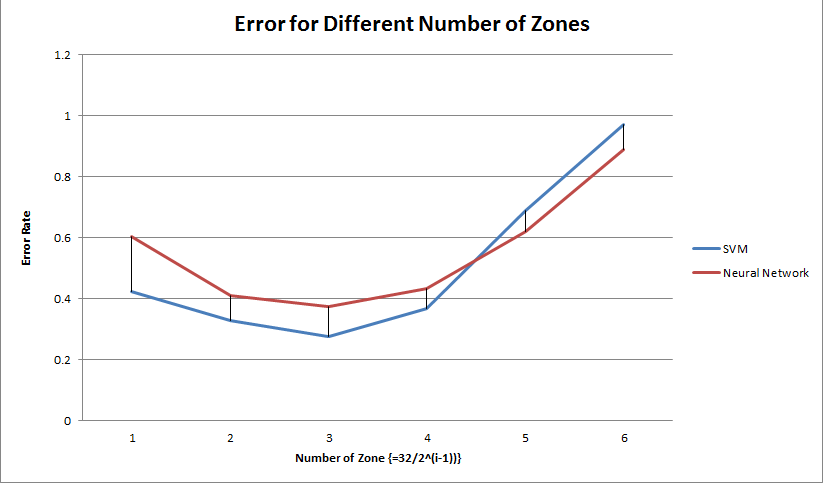 Error for Different Number of Zones
1.2
1
0.8
0.6
0.4
0.2
0
Error Rate
1 2 3 4 5 6
Number of Zone {=32/2^(i-1))}
SVM
Neural Network